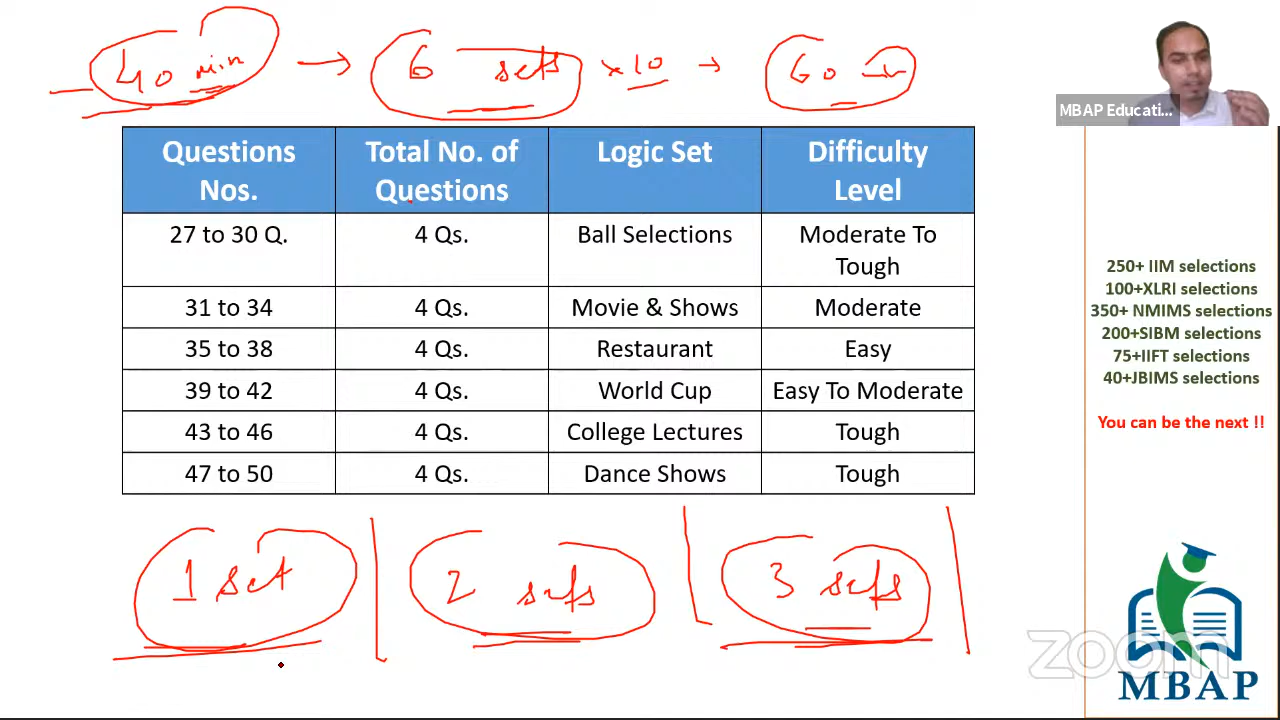 40 min → 6 sets ×10 → 60
MBAP Educati...
Questions Nos. Total No. of Questions Logic Set Difficulty Level
27 to 30 Q. 4 Qs. Ball Selections Moderate To Tough
31 to 34 4 Qs. Movie & Shows Moderate
35 to 38 4 Qs. Restaurant Easy
39 to 42 4 Qs. World Cup Easy To Moderate
43 to 46 4 Qs. College Lectures Tough
47 to 50 4 Qs. Dance Shows Tough
1 set 2 sets 3 sets
250+ IIM selections
100+XLRI selections
350+ NMIMS selections
200+SIBM selections
75+IIFT selections
40+JBIMS selections
You can be the next !!
zoom
MBAP